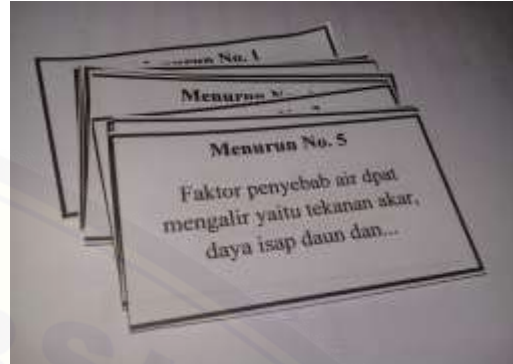 No. 1
Menurun
Menurun No. 5
Faktor penyebab air dpat
mengalir yaitu tekanan akar,
daya isap daun dan...